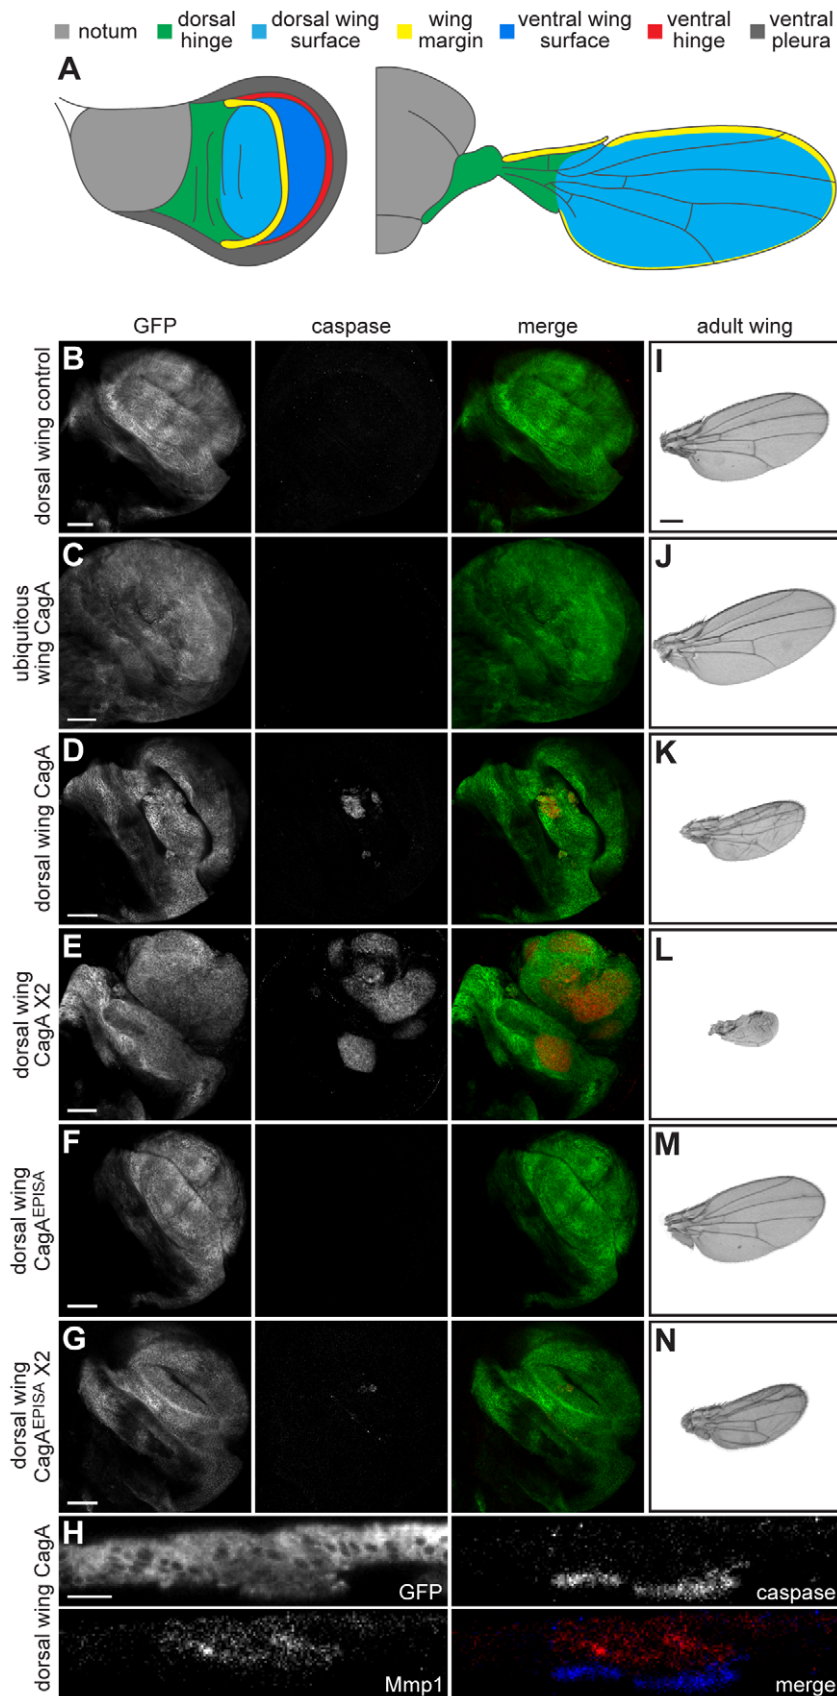 notum
dorsal hinge
dorsal wing surface
wing margin
ventral wing surface
ventral hinge
ventral pleura
A
GFP caspase merge adult wing
dorsal wing control
B
I
ubiquitous wing CagA
C
J
dorsal wing CagA
D
K
dorsal wing CagA X2
E
L
dorsal wing CagA^EPISA
F
M
dorsal wing CagA^EPISA X2
G
N
dorsal wing CagA
H
GFP
caspase
Mmp1
merge